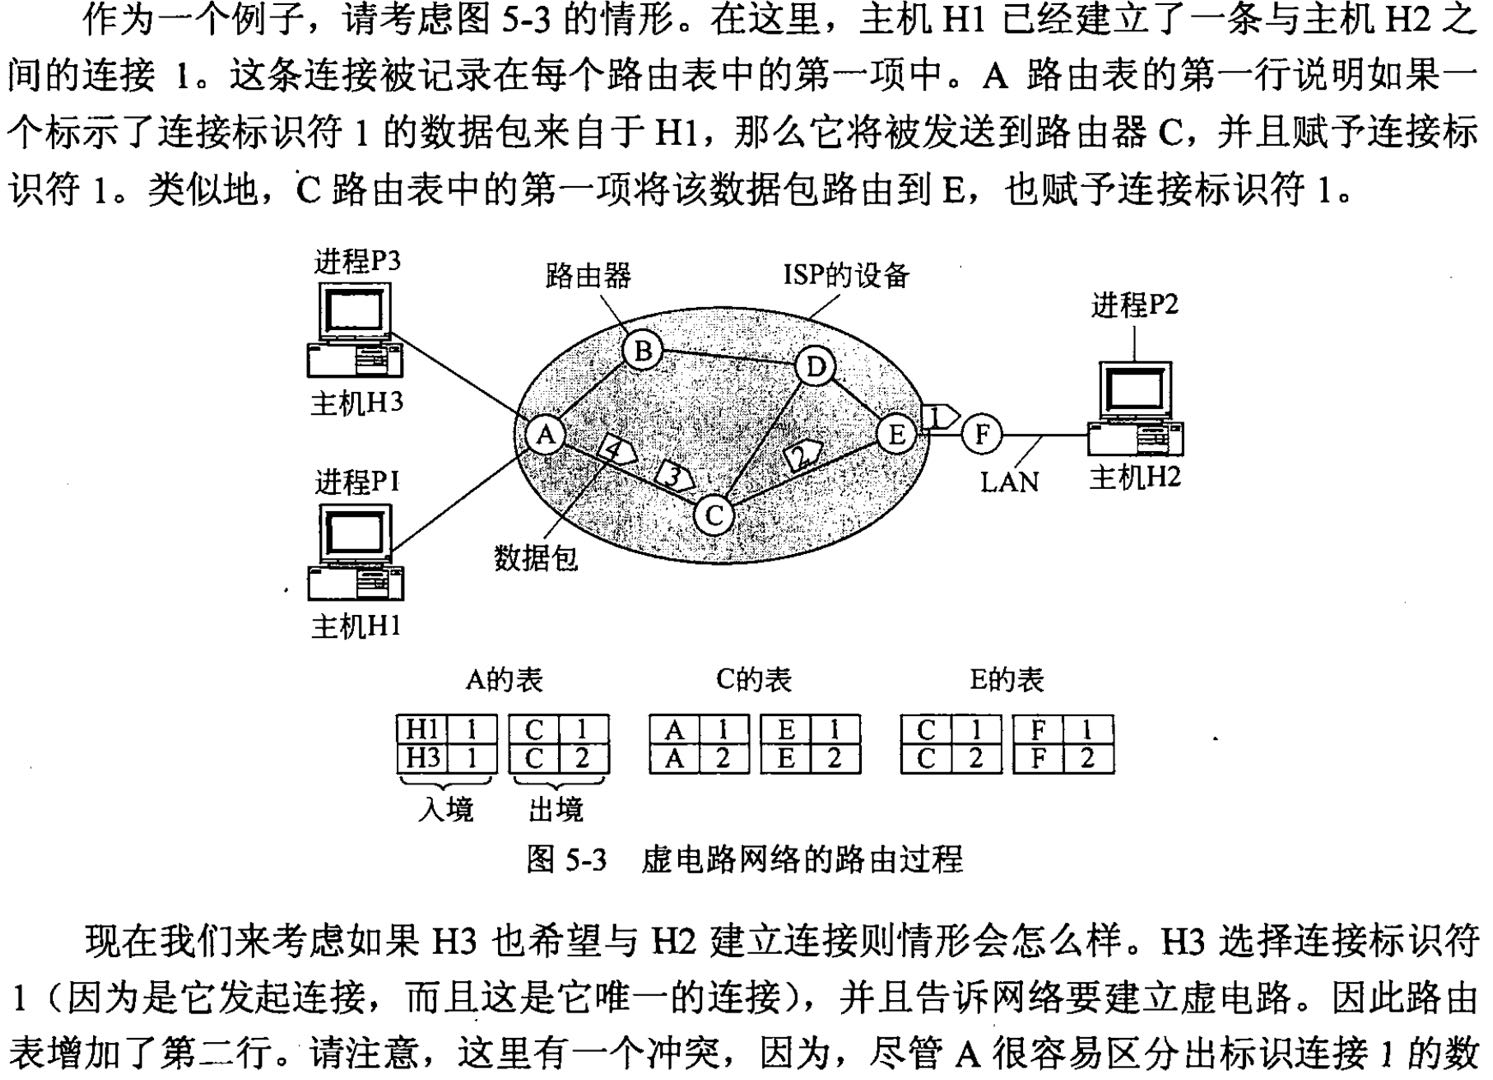 作为一个例子，请考虑图 5-3 的情形。在这里，主机 H1 已经建立了一条与主机 H2 之
间的连接 1。这条连接被记录在每个路由表中的第一项中。A 路由表的第一行说明如果一
个标示了连接标识符 1 的数据包来自于 H1，那么它将被发送到路由器 C，并且赋予连接标
识符 1。类似地，C 路由表中的第一项将该数据包路由到 E，也赋予连接标识符 1。
进程P3
路由器
ISP的设备
进程P2
B
D
主机H3
A
4
3
2
E
1
F
进程P1
C
LAN
主机H2
数据包
主机H1
A的表
C的表
E的表
H1 1 C 1 A 1 E 1 C 1 F 1
H3 1 C 2 A 2 E 2 C 2 F 2
入境 出境
图 5-3 虚电路网络的路由过程
现在我们来考虑如果 H3 也希望与 H2 建立连接则情形会怎么样。H3 选择连接标识符
1（因为是它发起连接，而且这是它唯一的连接），并且告诉网络要建立虚电路。因此路由
表增加了第二行。请注意，这里有一个冲突，因为，尽管 A 很容易区分出标识连接 1 的数